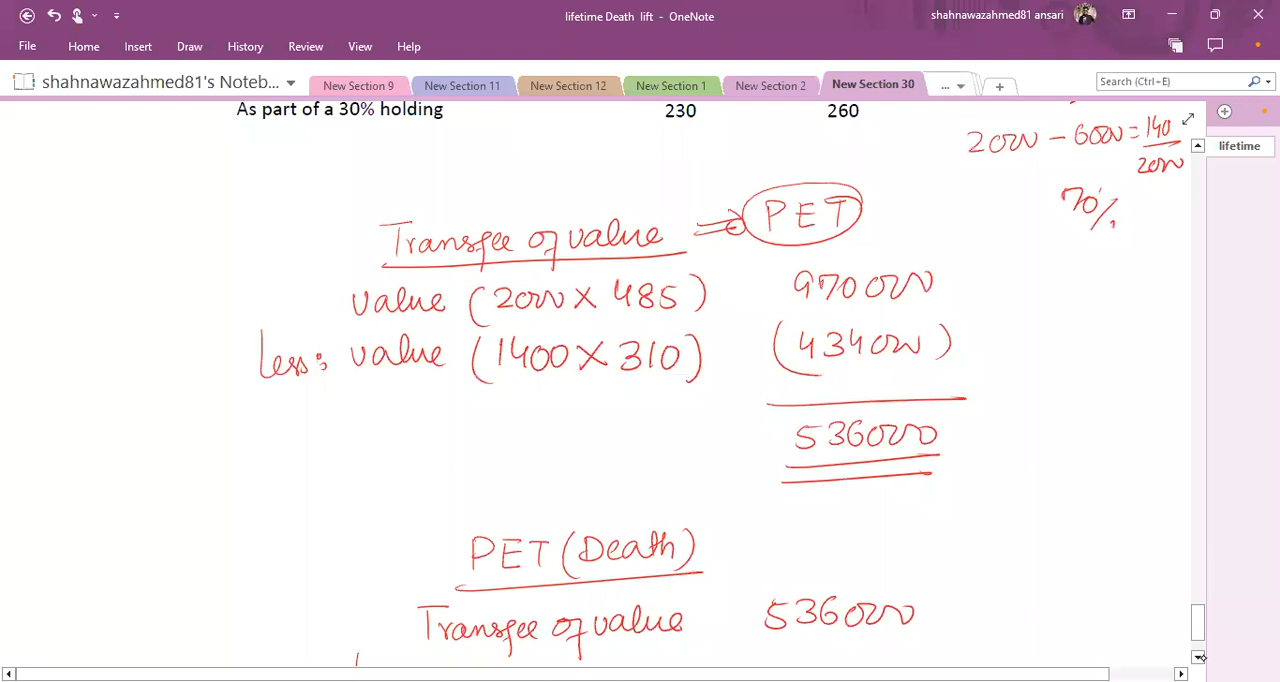 lifetime Death lift - OneNote
shahnawazahmed81 ansari
File Home Insert Draw History Review View Help
shahnawazahmed81's Noteb... New Section 9 New Section 11 New Section 12 New Section 1 New Section 2 New Section 30 ... + Search (Ctrl+E)
lifetime
As part of a 30% holding 230 260
2000 - 600 = 140
2000
70%
Transfee of value ⇒ PET
value (2000 × 485) 970000
less: value (1400 × 310) (434000)
536000
PET (Death)
Transfee of value 536000